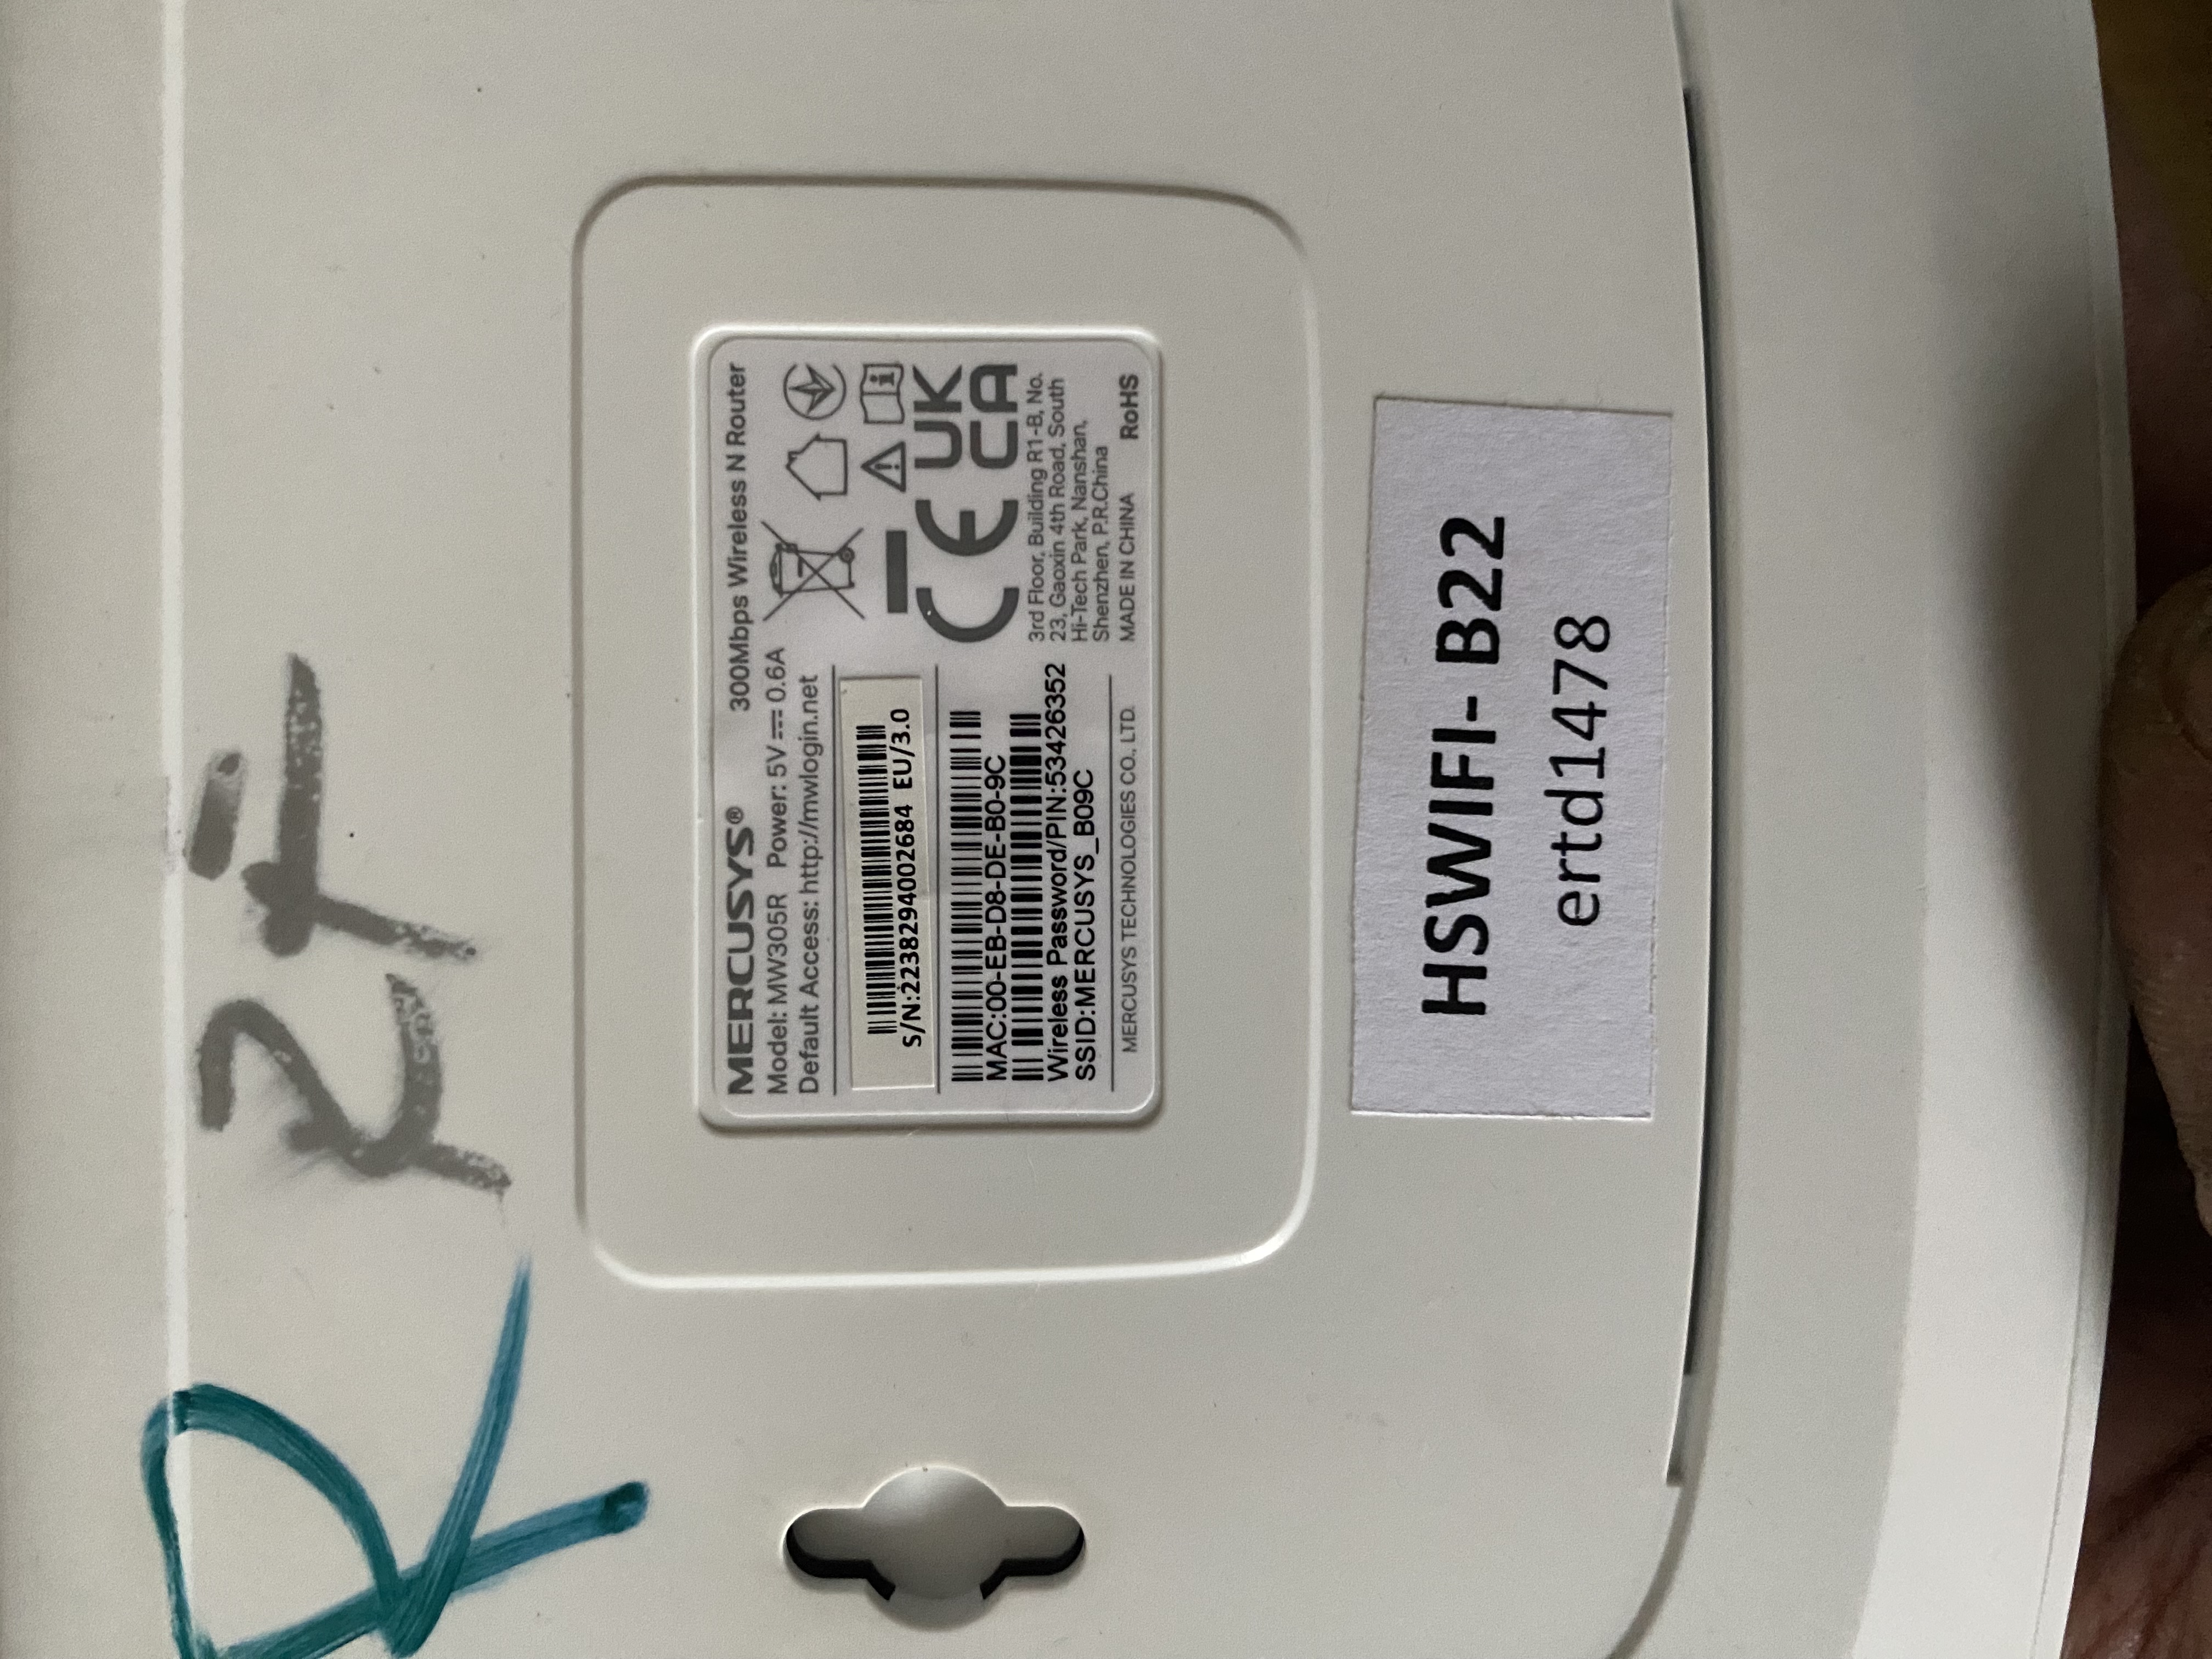 R 2F
MERCUSYS® 300Mbps Wireless N Router
Model: MW305R Power: 5V⎓0.6A
Default Access: http://mwlogin.net
S/N:2238294002684 EU/3.0
MAC:00-EB-D8-DE-B0-9C
Wireless Password/PIN:53426352
SSID:MERCUSYS_B09C
MERCUSYS TECHNOLOGIES CO., LTD.
CE UK CA
3rd Floor, Building R1-B, No.
23, Gaoxin 4th Road, South
Hi-Tech Park, Nanshan,
Shenzhen, P.R.China
MADE IN CHINA RoHS
HSWIFI- B22
ertd1478